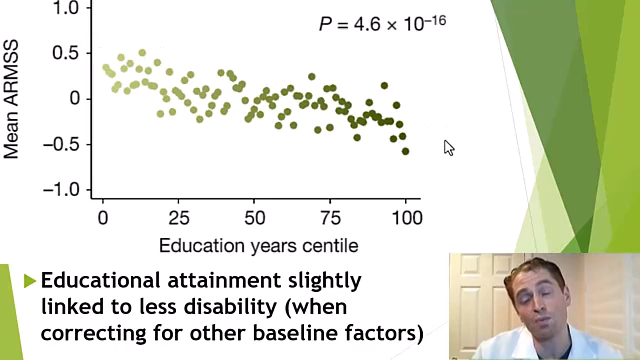 1.0
P = 4.6 × 10⁻¹⁶
0.5
0
−0.5
−1.0
Mean ARMSS
0 25 50 75 100
Education years centile
Educational attainment slightly
linked to less disability (when
correcting for other baseline factors)